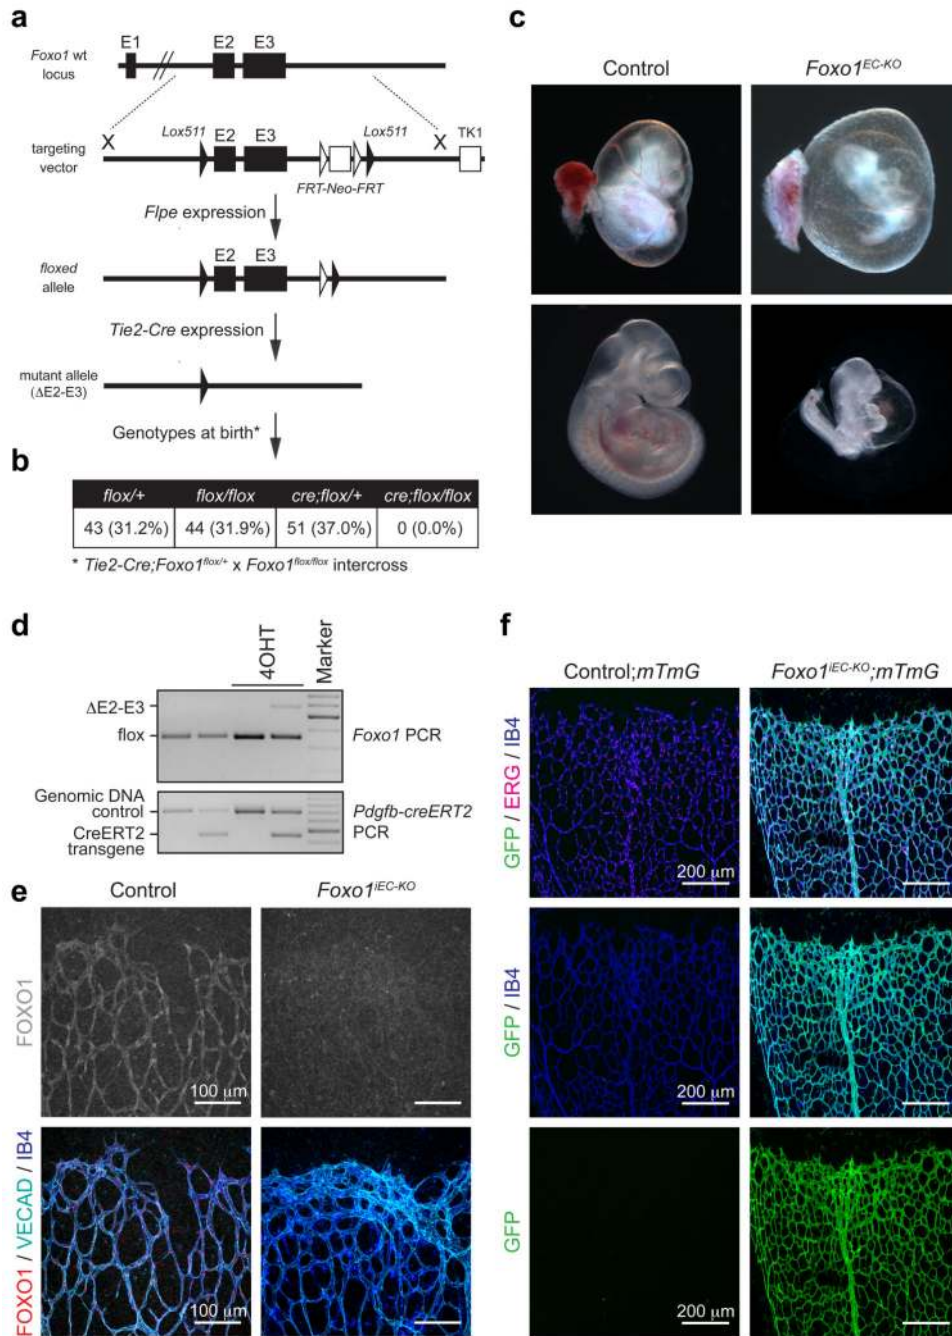 a
E1
E2
E3
Foxo1 wt
locus
X
Lox511
E2
E3
Lox511
X
TK1
targeting
vector
FRT-Neo-FRT
Flpe expression
E2
E3
floxed
allele
Tie2-Cre expression
mutant allele
(ΔE2-E3)
Genotypes at birth*
b
flox/+ flox/flox cre;flox/+ cre;flox/flox
43 (31.2%) 44 (31.9%) 51 (37.0%) 0 (0.0%)
* Tie2-Cre;Foxo1flox/+ x Foxo1flox/flox intercross
c
Control
Foxo1EC-KO
d
4OHT
Marker
ΔE2-E3
flox
Foxo1 PCR
Genomic DNA
control
CreERT2
transgene
Pdgfb-creERT2
PCR
e
Control
Foxo1iEC-KO
FOXO1
100 µm
FOXO1 / VECAD / IB4
100 µm
f
Control;mTmG
Foxo1iEC-KO;mTmG
GFP / ERG / IB4
200 µm
GFP / IB4
200 µm
GFP
200 µm